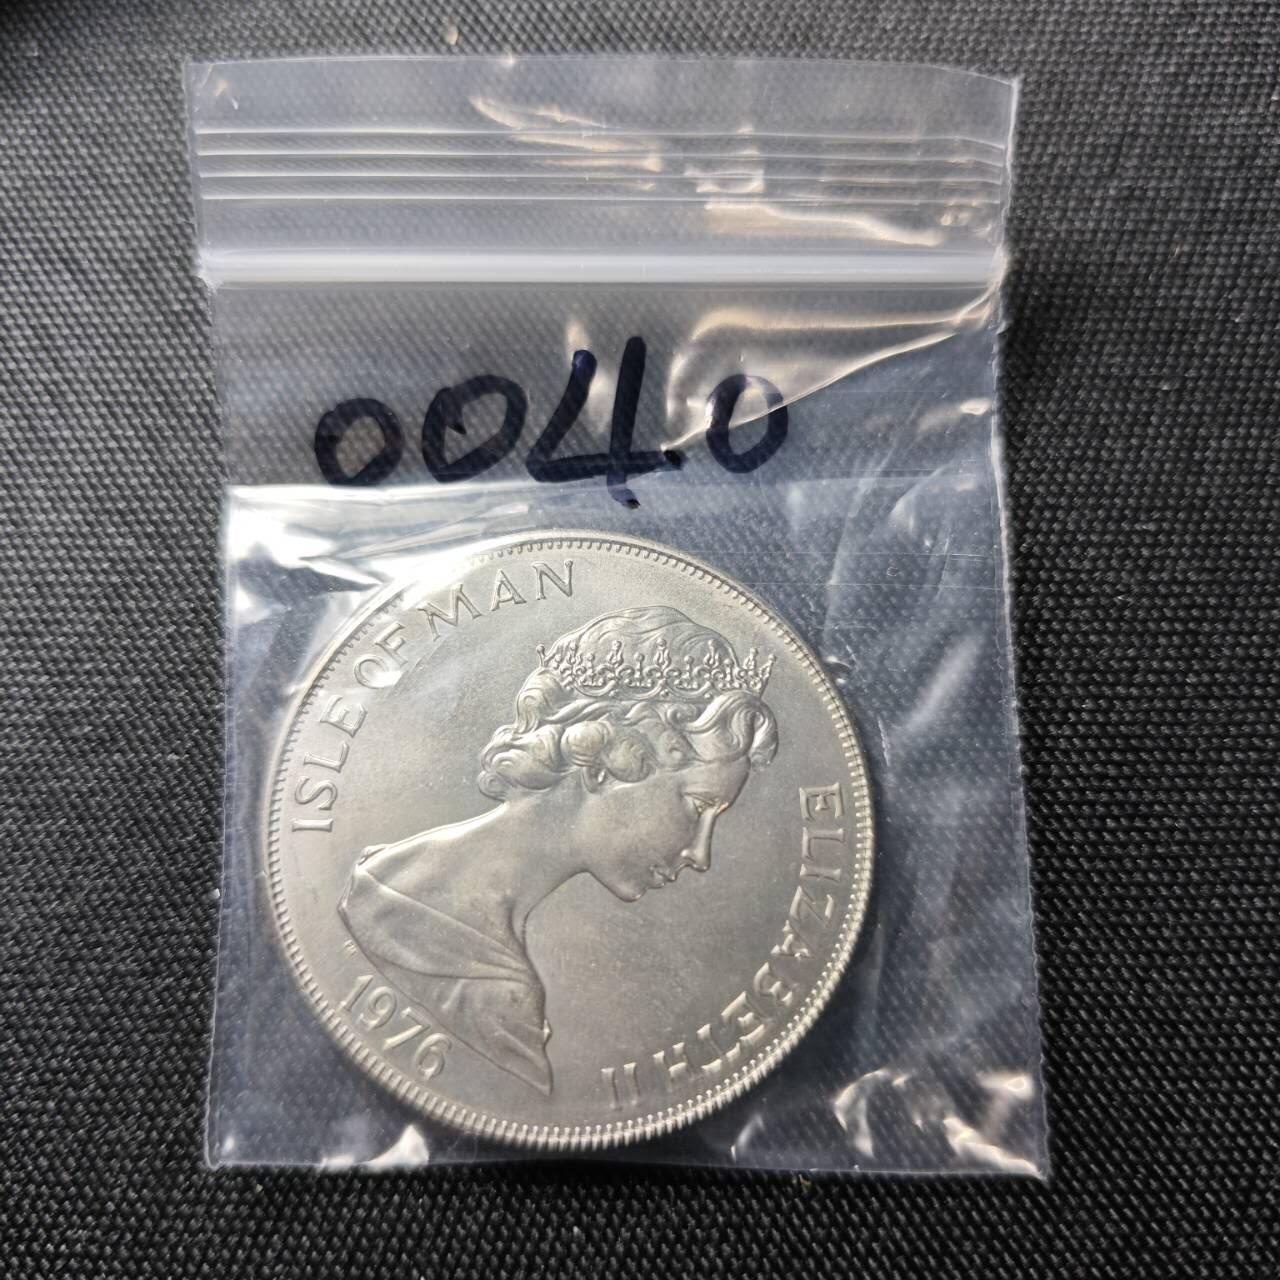 0040
ISLE OF MAN
ELIZABETH II
1976